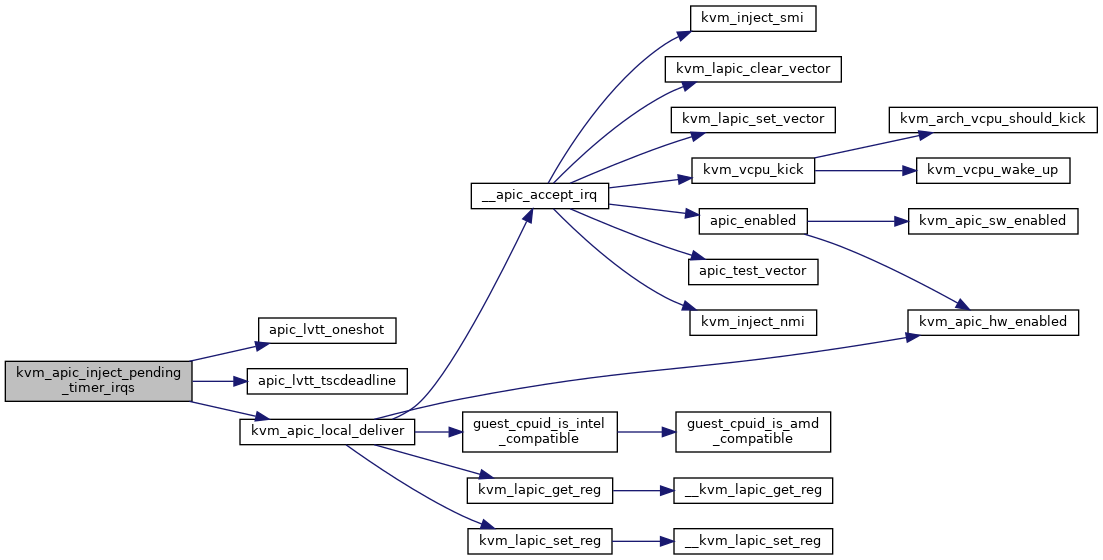 kvm_inject_smi
kvm_lapic_clear_vector
kvm_lapic_set_vector
kvm_arch_vcpu_should_kick
kvm_vcpu_kick
kvm_vcpu_wake_up
__apic_accept_irq
apic_enabled
kvm_apic_sw_enabled
apic_test_vector
kvm_inject_nmi
kvm_apic_hw_enabled
apic_lvtt_oneshot
kvm_apic_inject_pending
_timer_irqs
apic_lvtt_tscdeadline
kvm_apic_local_deliver
guest_cpuid_is_intel
_compatible
guest_cpuid_is_amd
_compatible
kvm_lapic_get_reg
__kvm_lapic_get_reg
kvm_lapic_set_reg
__kvm_lapic_set_reg